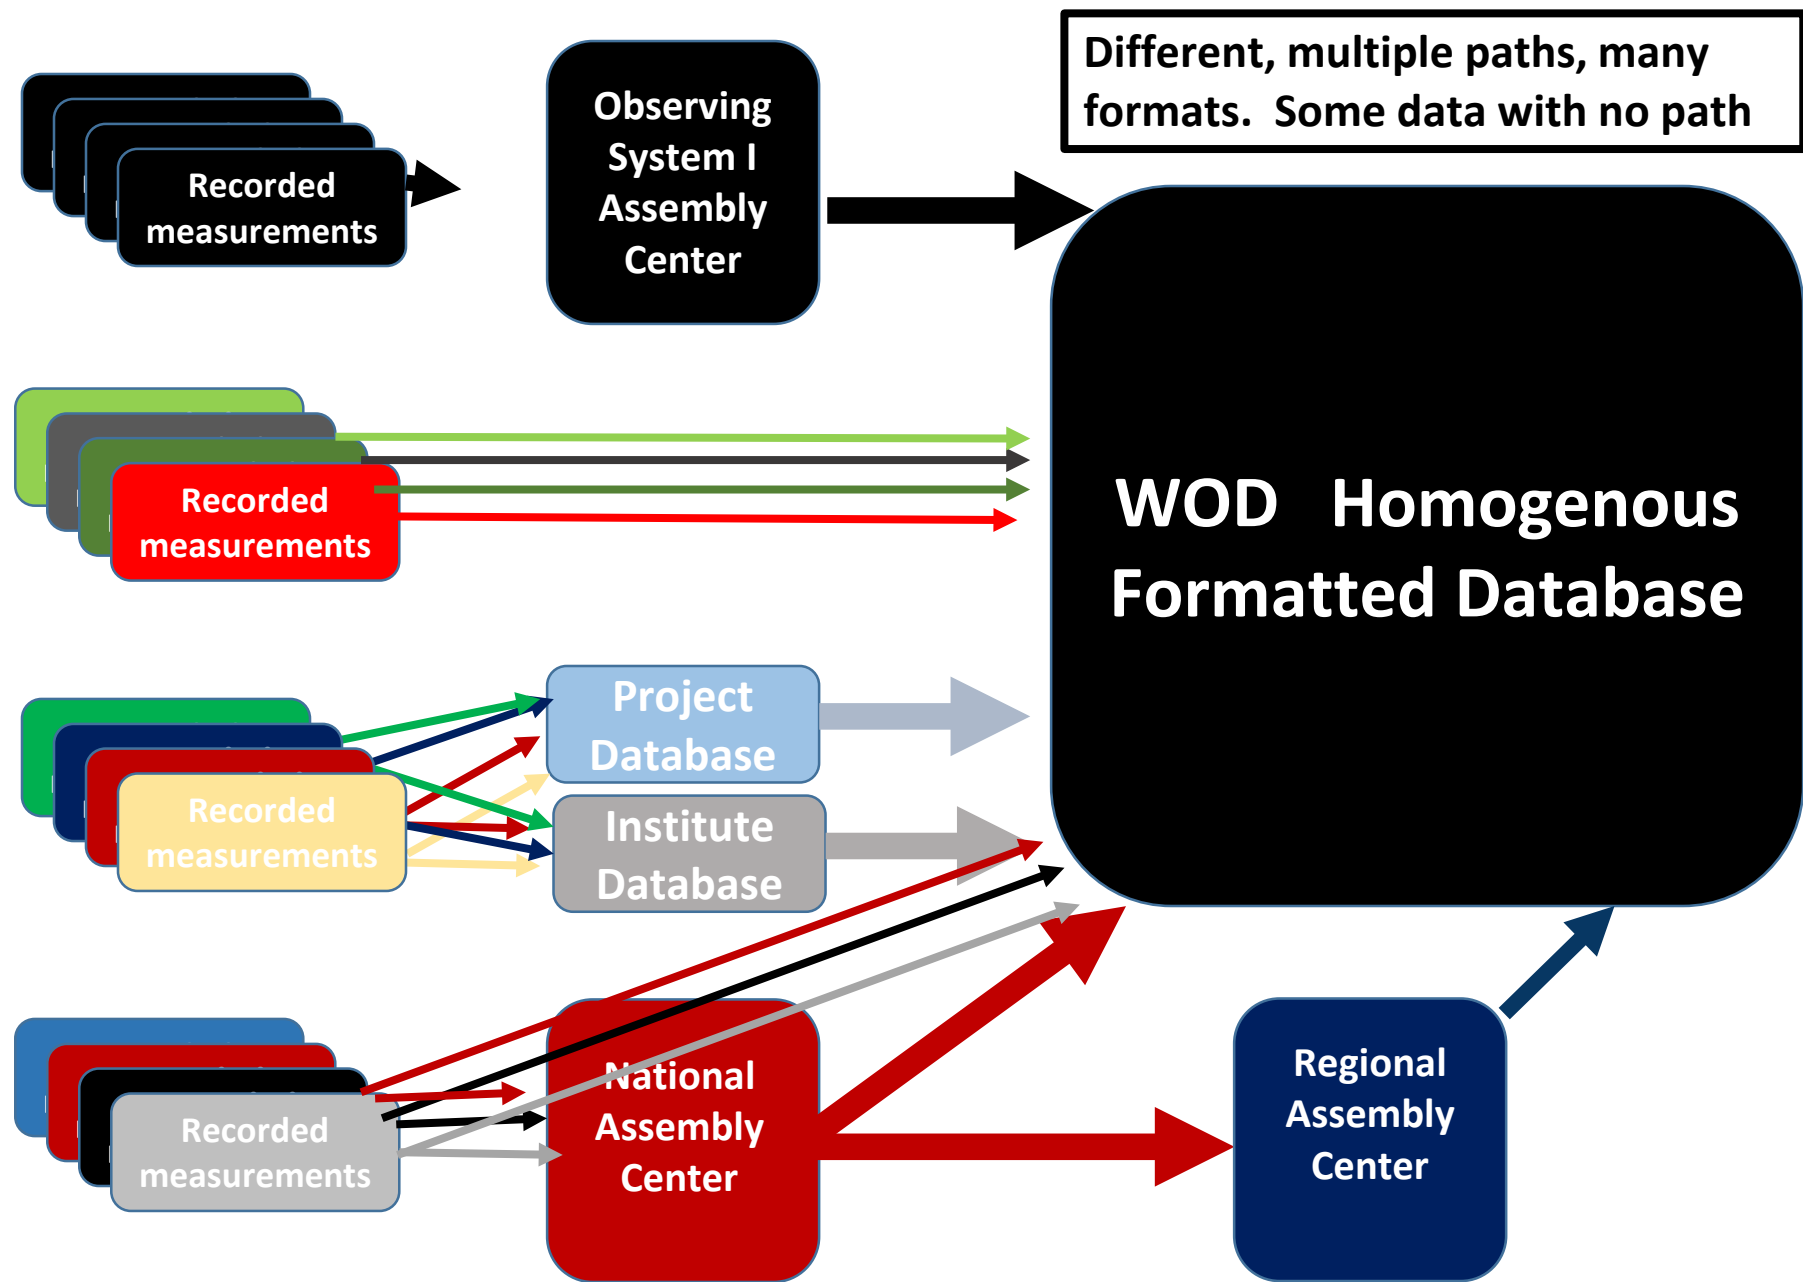 Different, multiple paths, many
formats. Some data with no path
Observing
System I
Assembly
Center
Recorded
measurements
WOD Homogenous
Formatted Database
Recorded
measurements
Project
Database
Recorded
measurements
Institute
Database
National
Assembly
Center
Regional
Assembly
Center
Recorded
measurements